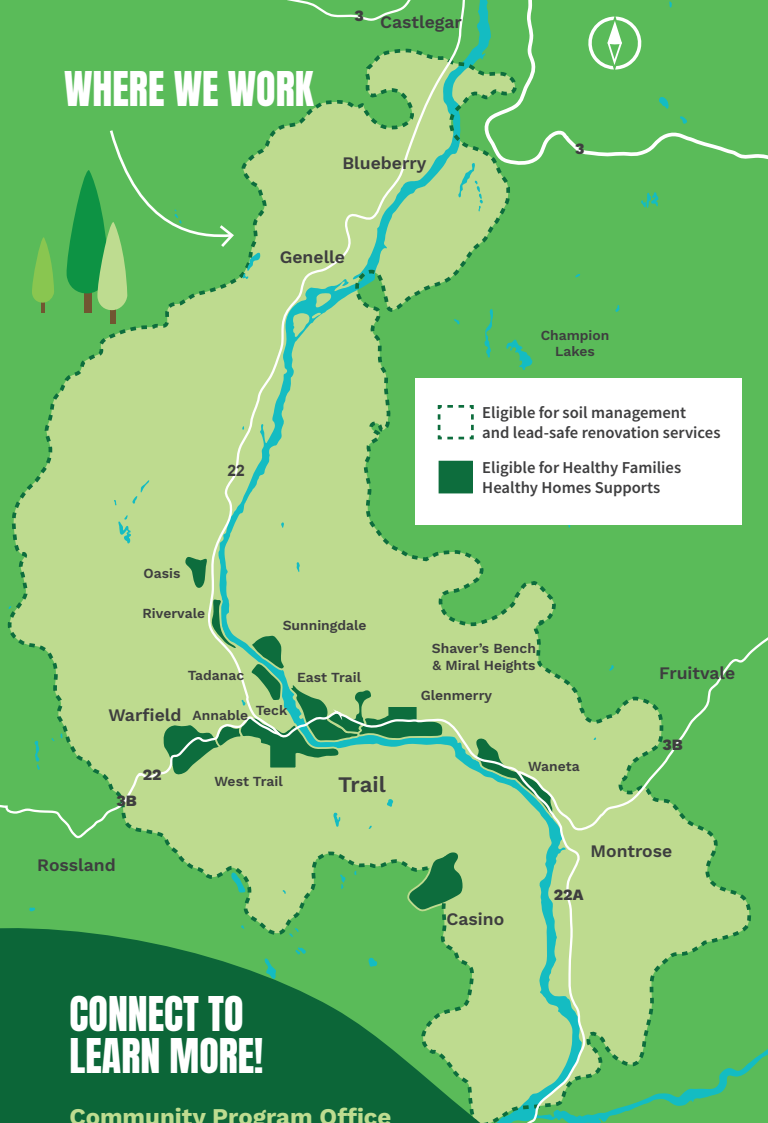 3
Castlegar
WHERE WE WORK
3
Blueberry
Genelle
Champion
Lakes
Eligible for soil management
and lead-safe renovation services
Eligible for Healthy Families
Healthy Homes Supports
22
Oasis
Rivervale
Sunningdale
Shaver’s Bench
& Miral Heights
Tadanac
East Trail
Fruitvale
Glenmerry
Warfield
Annable
Teck
3B
22
West Trail
Trail
Waneta
3B
Rossland
Montrose
22A
Casino
CONNECT TO
LEARN MORE!
Community Program Office